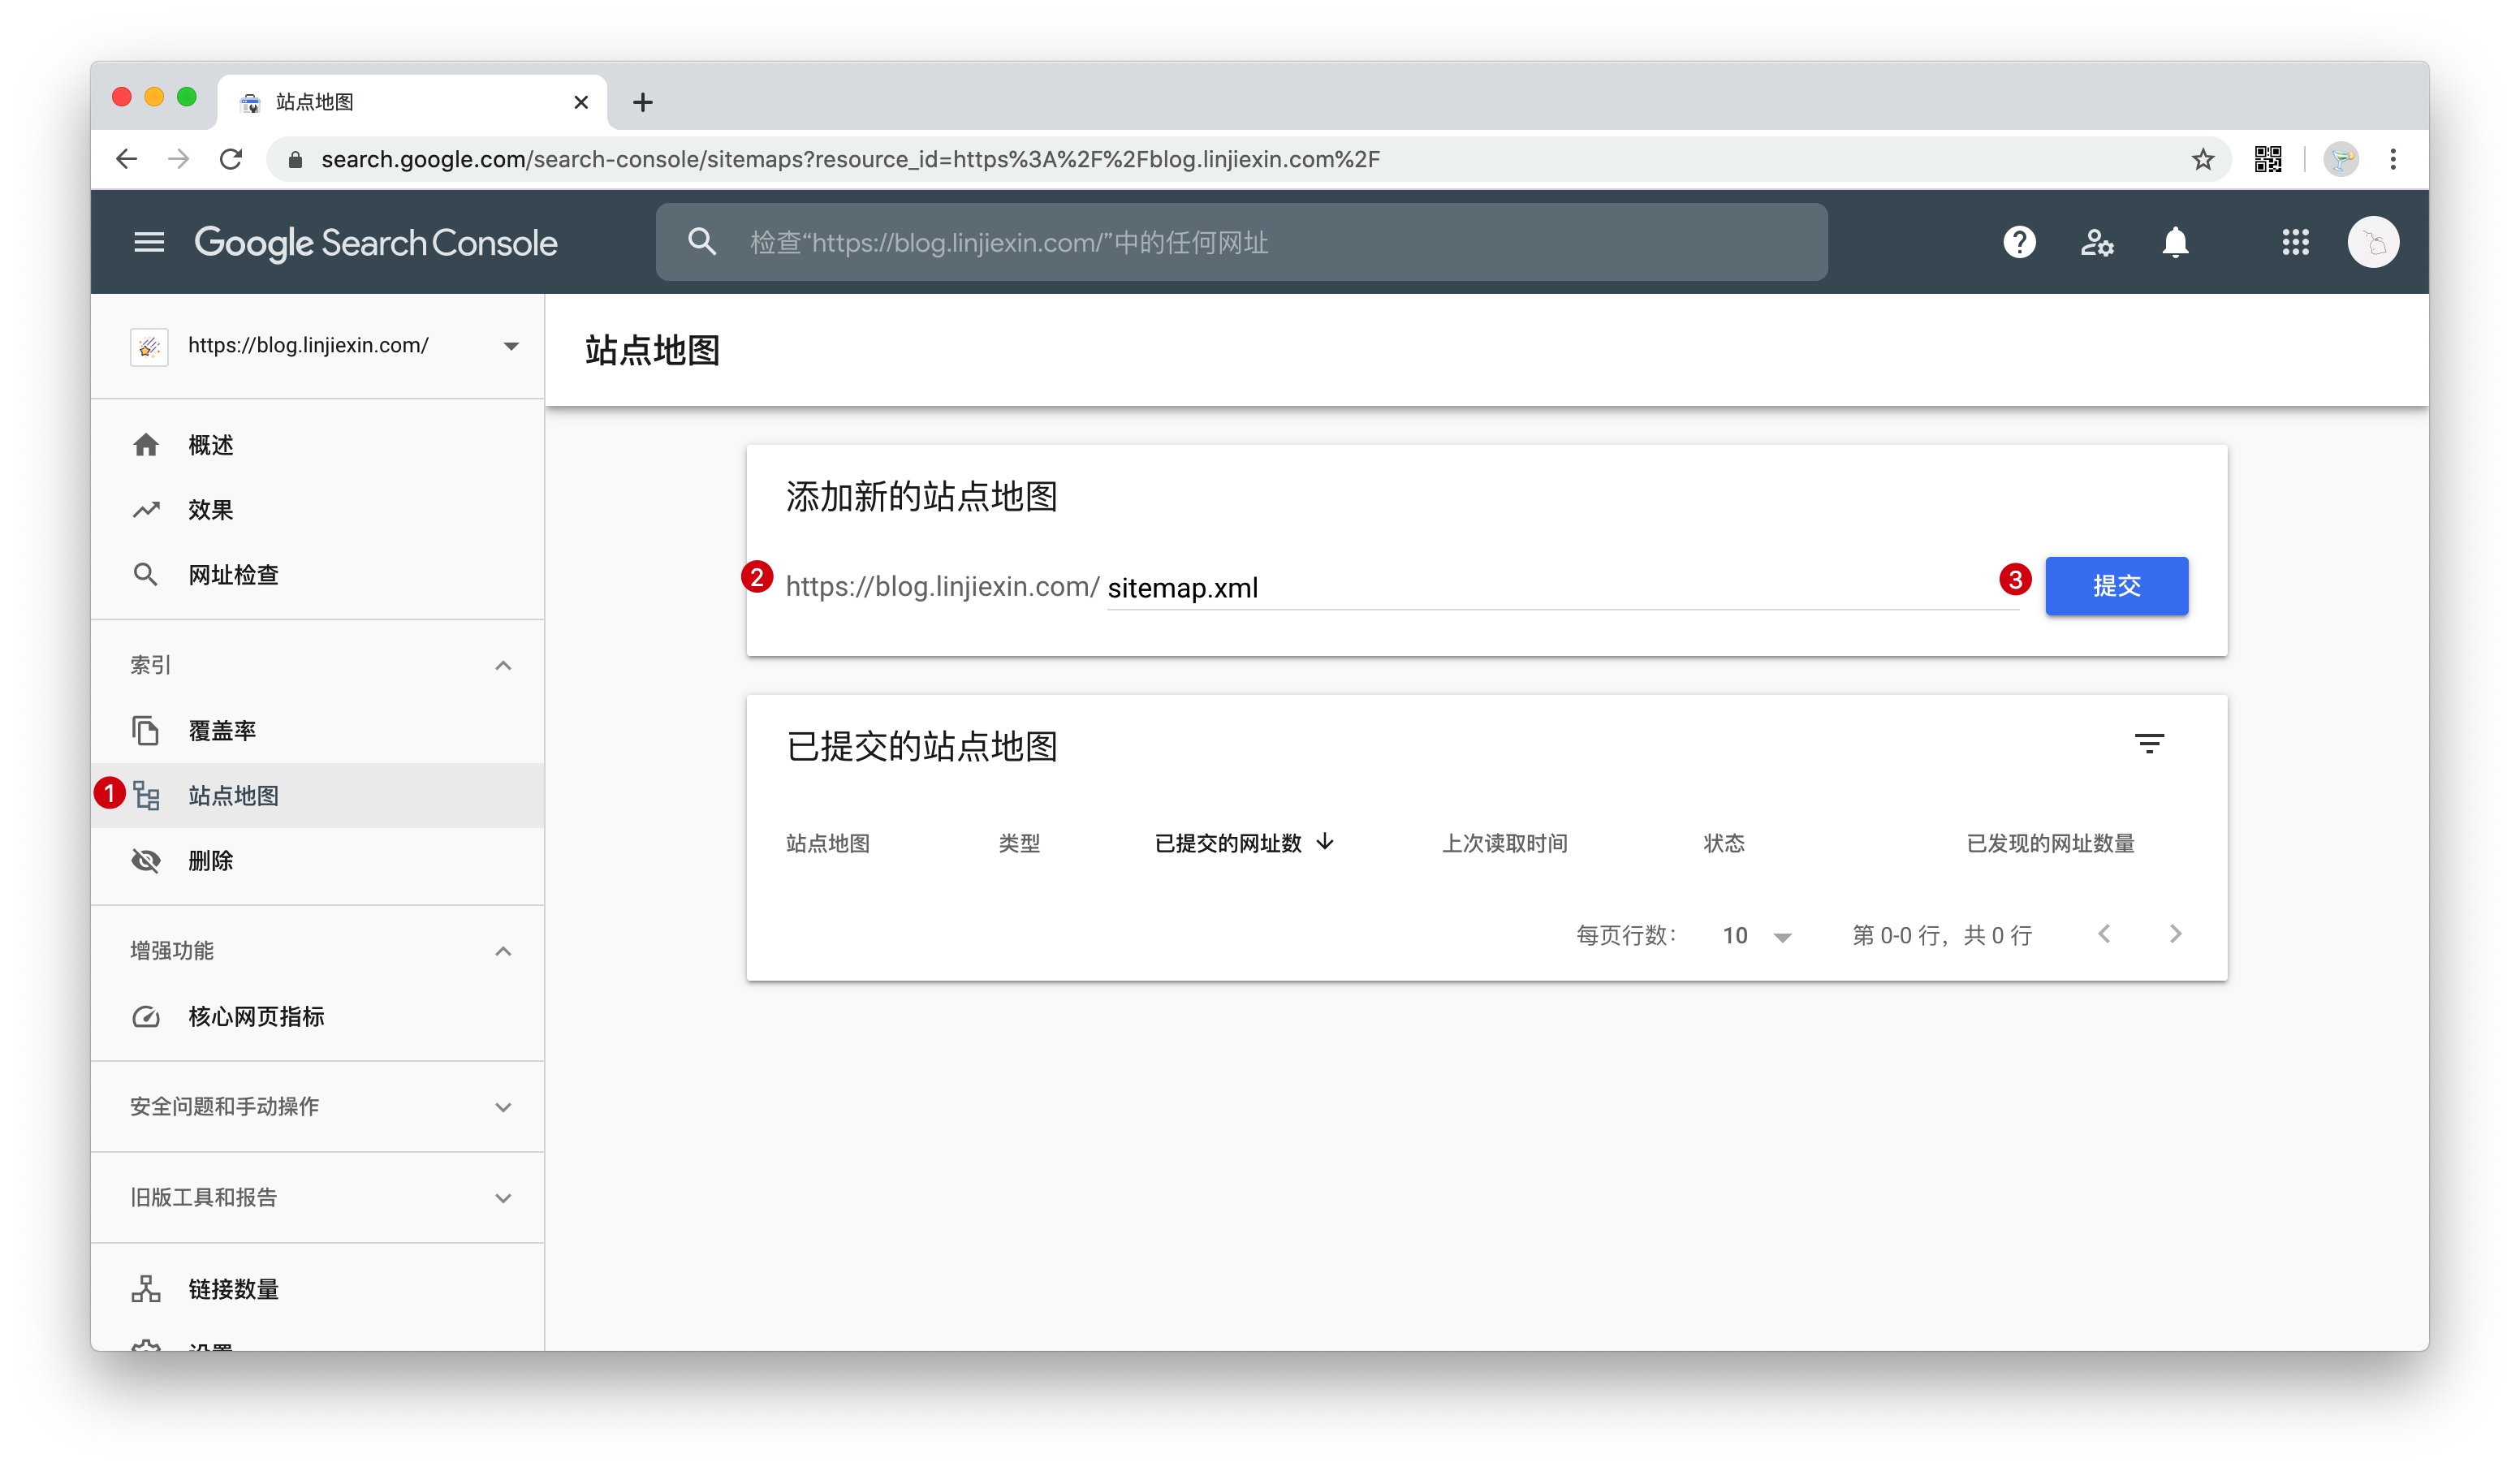 站点地图
search.google.com/search-console/sitemaps?resource_id=https%3A%2F%2Fblog.linjiexin.com%2F
Google Search Console
检查“https://blog.linjiexin.com/”中的任何网址
https://blog.linjiexin.com/
概述
效果
网址检查
索引
覆盖率
1 站点地图
删除
增强功能
核心网页指标
安全问题和手动操作
旧版工具和报告
链接数量
设置
站点地图
添加新的站点地图
2 https://blog.linjiexin.com/ sitemap.xml 3 提交
已提交的站点地图
站点地图 类型 已提交的网址数 上次读取时间 状态 已发现的网址数量
每页行数： 10 第 0-0 行，共 0 行